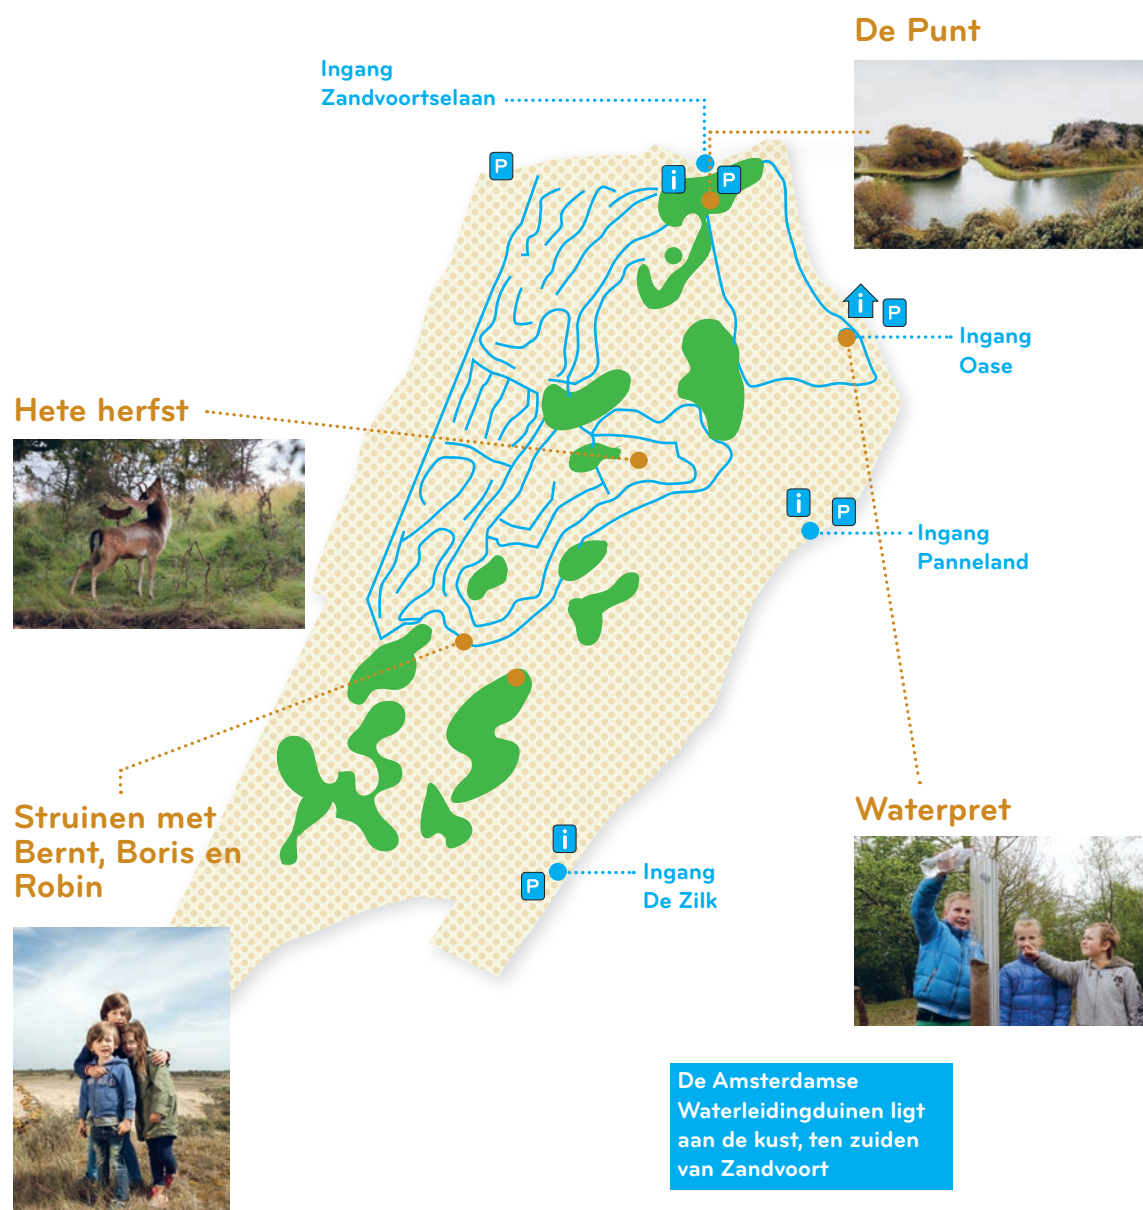 De Punt
Ingang
Zandvoortselaan
P
i
P
i
P
Ingang
Oase
Hete herfst
i
P
Ingang
Panneland
Struinen met
Bernt, Boris en
Robin
Waterpret
i
P
Ingang
De Zilk
De Amsterdamse
Waterleidingduinen ligt
aan de kust, ten zuiden
van Zandvoort